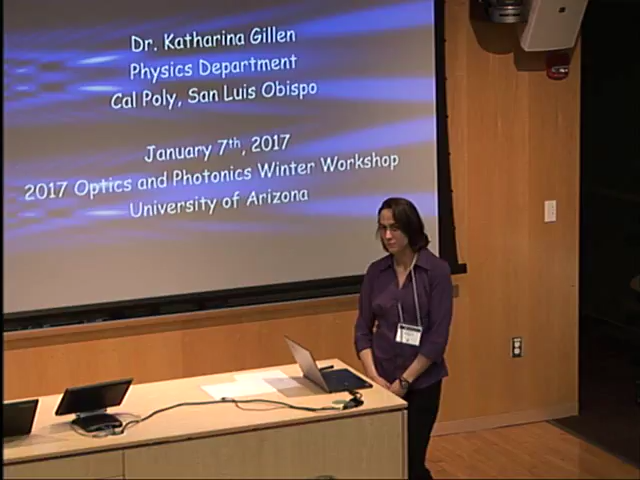 Dr. Katharina Gillen
Physics Department
Cal Poly, San Luis Obispo
January 7th, 2017
2017 Optics and Photonics Winter Workshop
University of Arizona